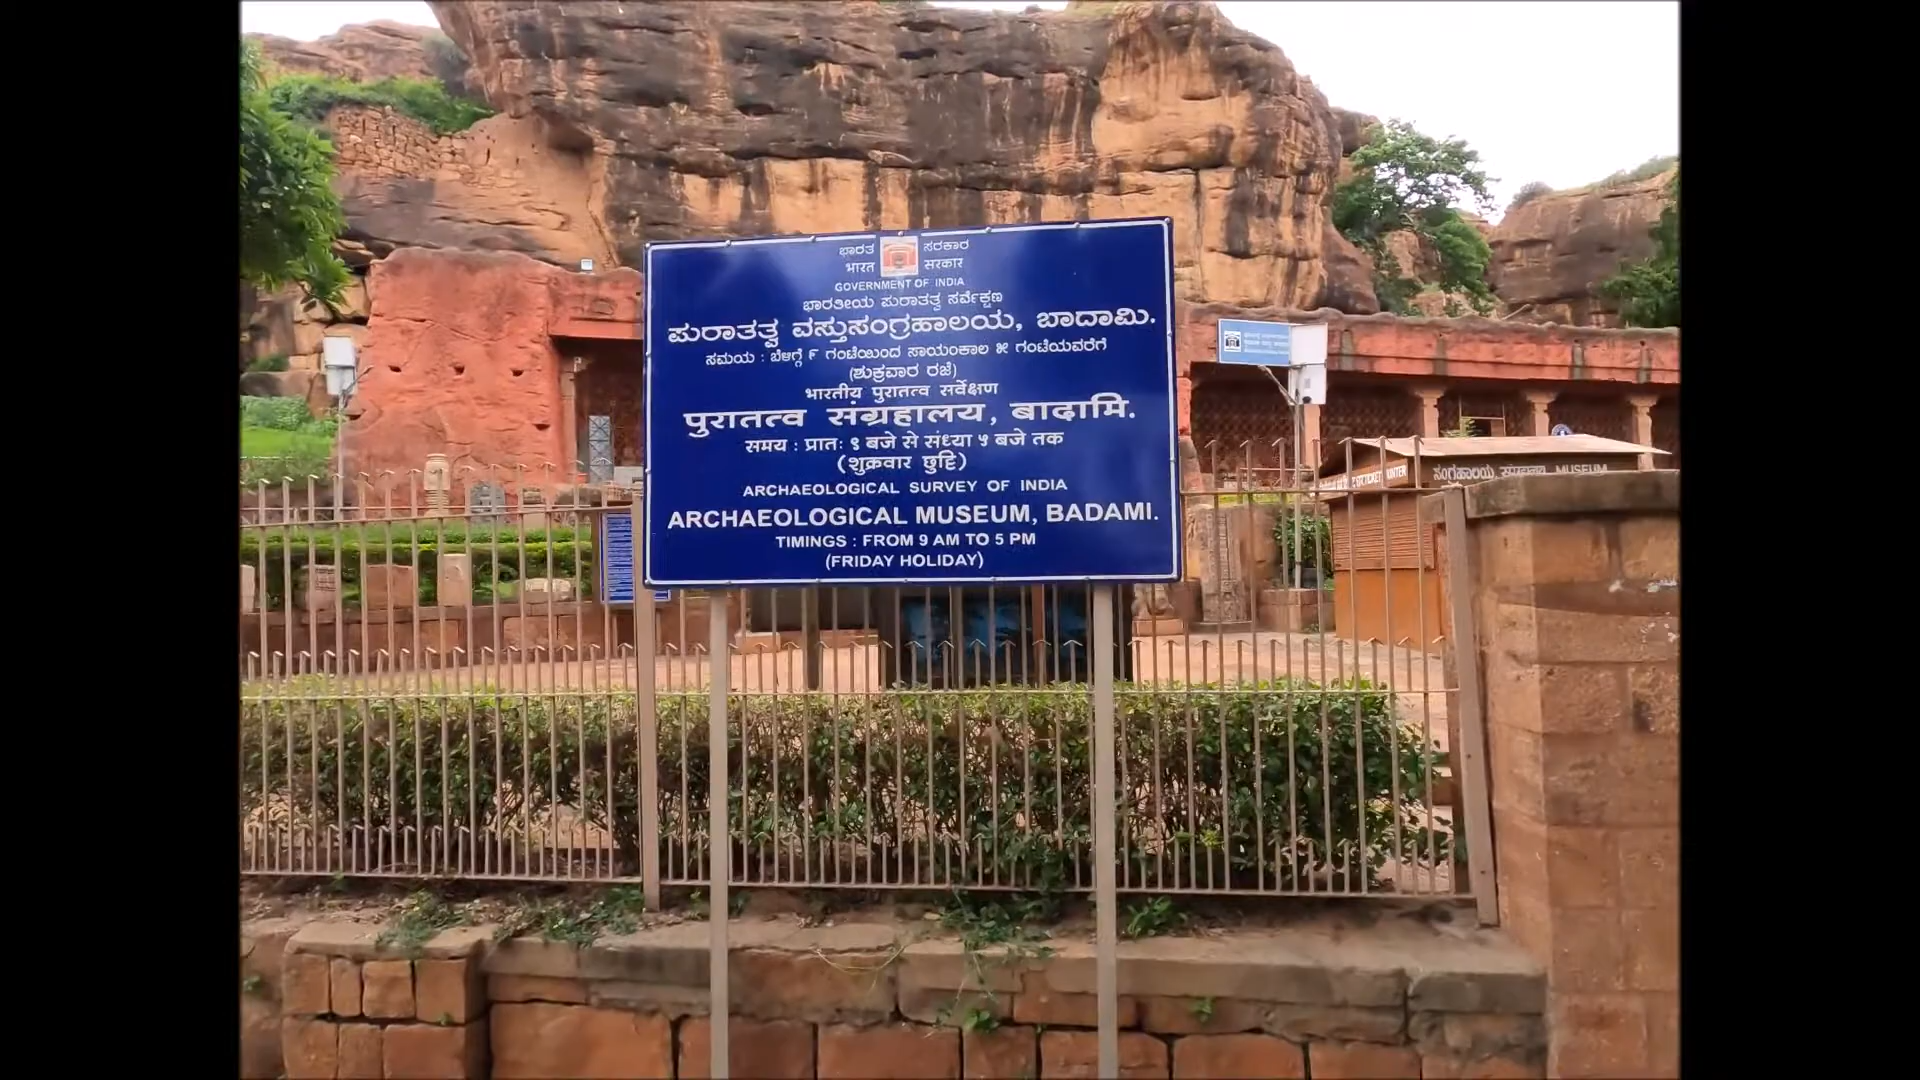 ಭಾರತ ಸರಕಾರ
भारत सरकार
GOVERNMENT OF INDIA
ಭಾರತೀಯ ಪುರಾತತ್ವ ಸರ್ವೆಕ್ಷಣ
ಪುರಾತತ್ವ ವಸ್ತುಸಂಗ್ರಹಾಲಯ, ಬಾದಾಮಿ.
ಸಮಯ : ಬೆಳಿಗ್ಗೆ ೯ ಗಂಟೆಯಿಂದ ಸಾಯಂಕಾಲ ೫ ಗಂಟೆಯವರೆಗೆ
(ಶುಕ್ರವಾರ ರಜೆ)
भारतीय पुरातत्व सर्वेक्षण
पुरातत्व संग्रहालय, बादामि.
समय : प्रातः ९ बजे से संध्या ५ बजे तक
(शुक्रवार छुट्टि)
ARCHAEOLOGICAL SURVEY OF INDIA
ARCHAEOLOGICAL MUSEUM, BADAMI.
TIMINGS : FROM 9 AM TO 5 PM
(FRIDAY HOLIDAY)
ಸಂಗ್ರಹಾಲಯ MUSEUM